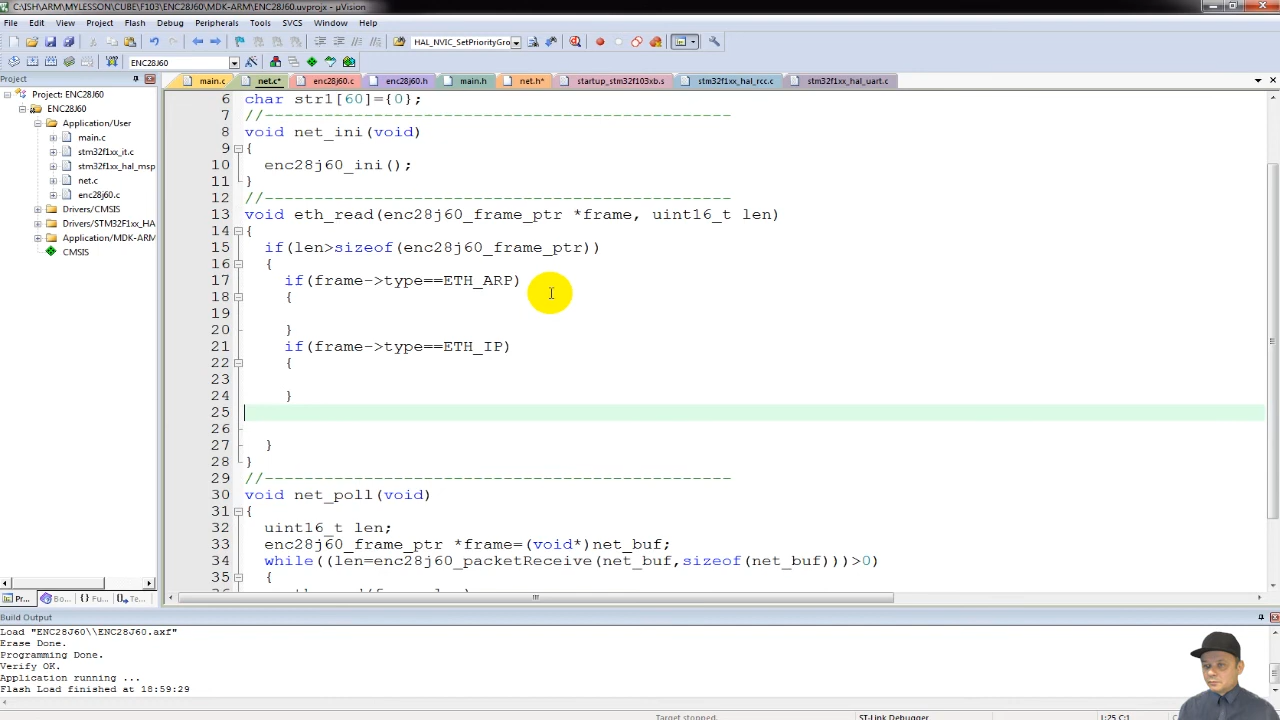 C:\ISH\ARM\MYLESSON\CUBE\F103\ENC28J60\MDK-ARM\ENC28J60.uvprojx - µVision
File Edit View Project Flash Debug Peripherals Tools SVCS Window Help
HAL_NVIC_SetPriorityGro
ENC28J60
Project
main.c net.c* enc28j60.c enc28j60.h main.h net.h* startup_stm32f103xb.s stm32f1xx_hal_rcc.c stm32f1xx_hal_uart.c
Project: ENC28J60
ENC28J60
Application/User
main.c
stm32f1xx_it.c
stm32f1xx_hal_msp
net.c
enc28j60.c
Drivers/CMSIS
Drivers/STM32F1xx_HA
Application/MDK-ARM
CMSIS
6 char str1[60]={0};
7 //-----------------------------------------------
8 void net_ini(void)
9 {
10 enc28j60_ini();
11 }
12 //-----------------------------------------------
13 void eth_read(enc28j60_frame_ptr *frame, uint16_t len)
14 {
15 if(len>sizeof(enc28j60_frame_ptr))
16 {
17 if(frame->type==ETH_ARP)
18 {
19
20 }
21 if(frame->type==ETH_IP)
22 {
23
24 }
25
26
27 }
28 }
29 //-----------------------------------------------
30 void net_poll(void)
31 {
32 uint16_t len;
33 enc28j60_frame_ptr *frame=(void*)net_buf;
34 while((len=enc28j60_packetReceive(net_buf,sizeof(net_buf)))>0)
35 {
Pr... Bo... {} Fu... Te...
Build Output
Load "ENC28J60\\ENC28J60.axf"
Erase Done.
Programming Done.
Verify OK.
Application running ...
Flash Load finished at 18:59:29
Target stopped. ST-Link Debugger L:25 C:1